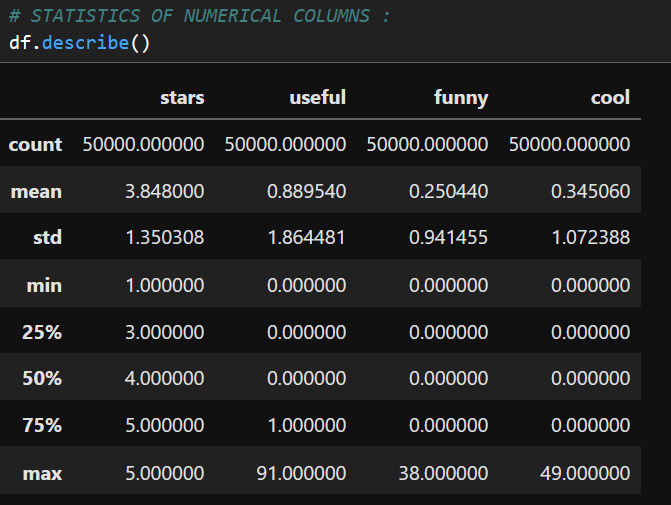 # STATISTICS OF NUMERICAL COLUMNS :
df.describe()
stars useful funny cool
count 50000.000000 50000.000000 50000.000000 50000.000000
mean 3.848000 0.889540 0.250440 0.345060
std 1.350308 1.864481 0.941455 1.072388
min 1.000000 0.000000 0.000000 0.000000
25% 3.000000 0.000000 0.000000 0.000000
50% 4.000000 0.000000 0.000000 0.000000
75% 5.000000 1.000000 0.000000 0.000000
max 5.000000 91.000000 38.000000 49.000000